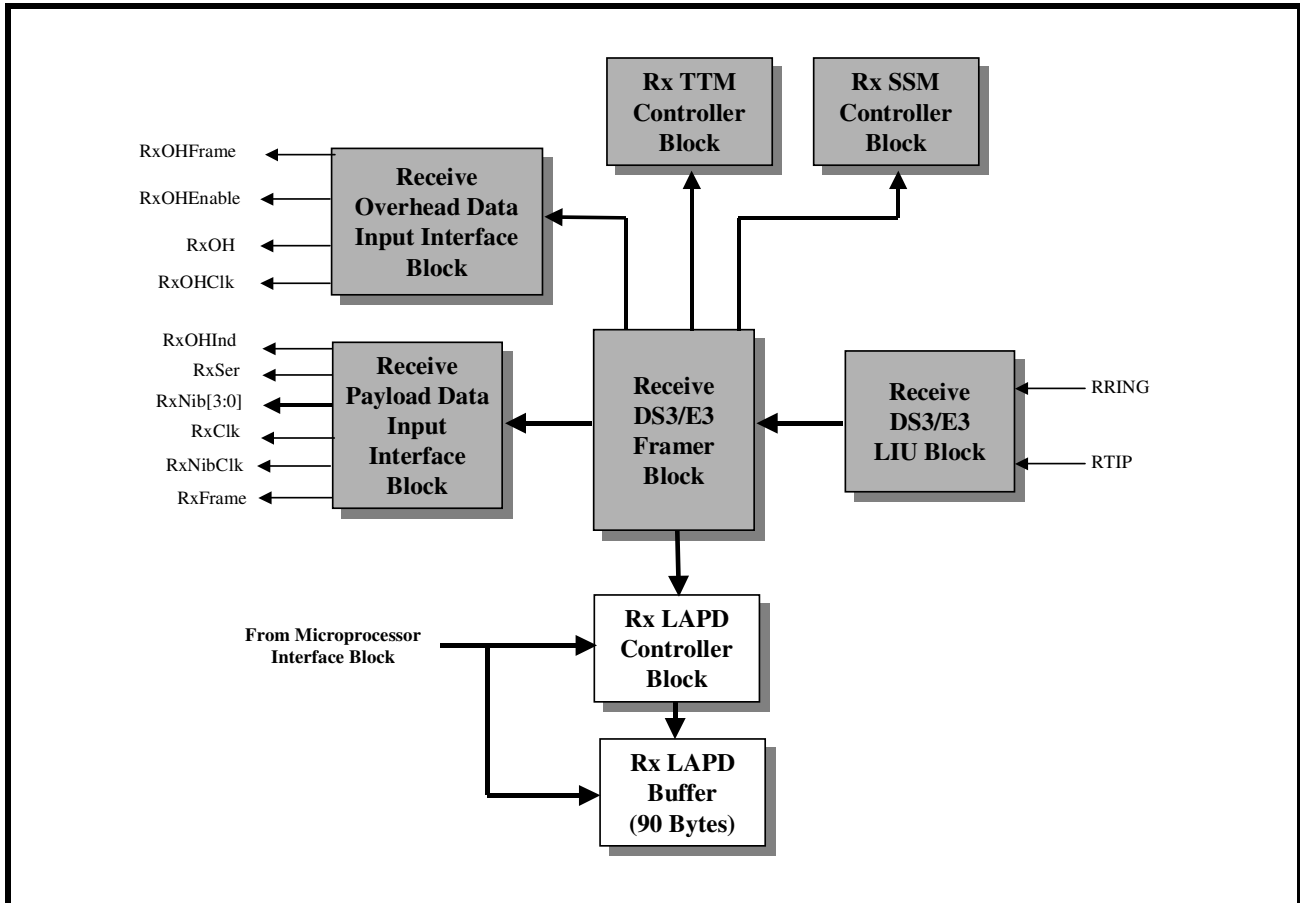 Rx TTM
Controller
Block
Rx SSM
Controller
Block
RxOHFrame
RxOHEnable
RxOH
RxOHClk
Receive
Overhead Data
Input Interface
Block
RxOHInd
RxSer
RxNib[3:0]
RxClk
RxNibClk
RxFrame
Receive
Payload Data
Input
Interface
Block
Receive
DS3/E3
Framer
Block
Receive
DS3/E3
LIU Block
RRING
RTIP
From Microprocessor
Interface Block
Rx LAPD
Controller
Block
Rx LAPD
Buffer
(90 Bytes)